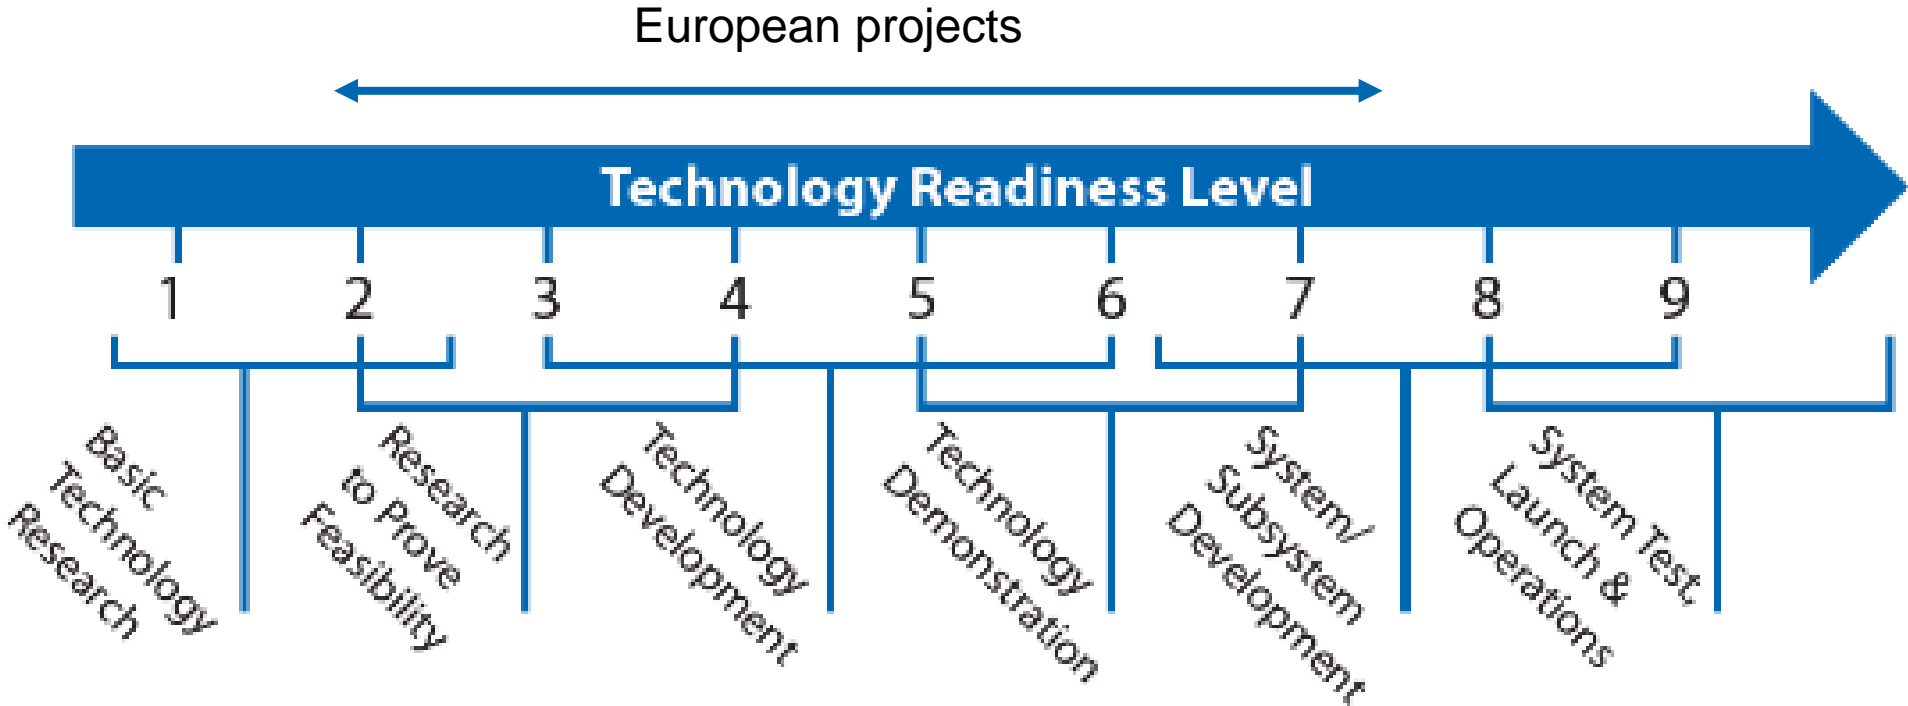 European projects
Technology Readiness Level
1 2 3 4 5 6 7 8 9
Basic
Technology
Research
Research
to Prove
Feasibility
Technology
Development
Technology
Demonstration
System/
Subsystem
Development
System Test,
Launch &
Operations